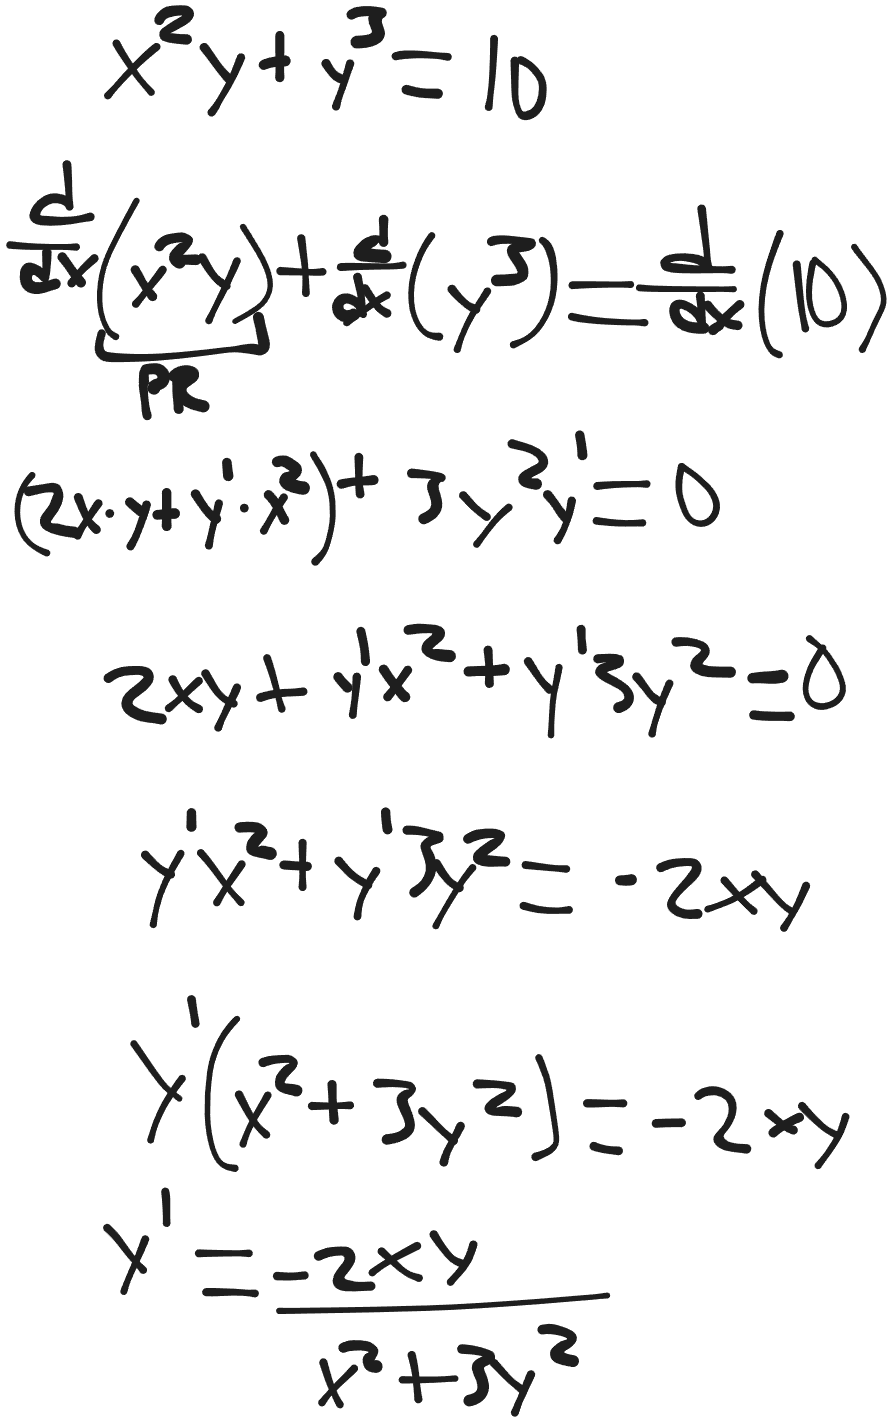 x²y + y³ = 10
d/dx (x²y) + d/dx (y³) = d/dx (10)
PR
(2x·y + y'·x²) + 3y²y' = 0
2xy + y'x² + y'3y² = 0
y'x² + y'3y² = -2xy
y'(x² + 3y²) = -2xy
y' = -2xy / x² + 3y²